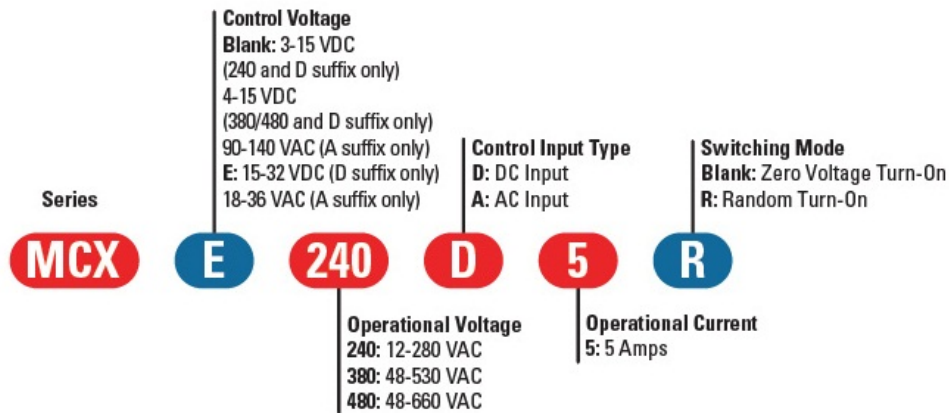 Control Voltage
Blank: 3-15 VDC
(240 and D suffix only)
4-15 VDC
(380/480 and D suffix only)
90-140 VAC (A suffix only)
E: 15-32 VDC (D suffix only)
18-36 VAC (A suffix only)
Control Input Type
D: DC Input
A: AC Input
Switching Mode
Blank: Zero Voltage Turn-On
R: Random Turn-On
Series
MCX
E
240
D
5
R
Operational Voltage
240: 12-280 VAC
380: 48-530 VAC
480: 48-660 VAC
Operational Current
5: 5 Amps